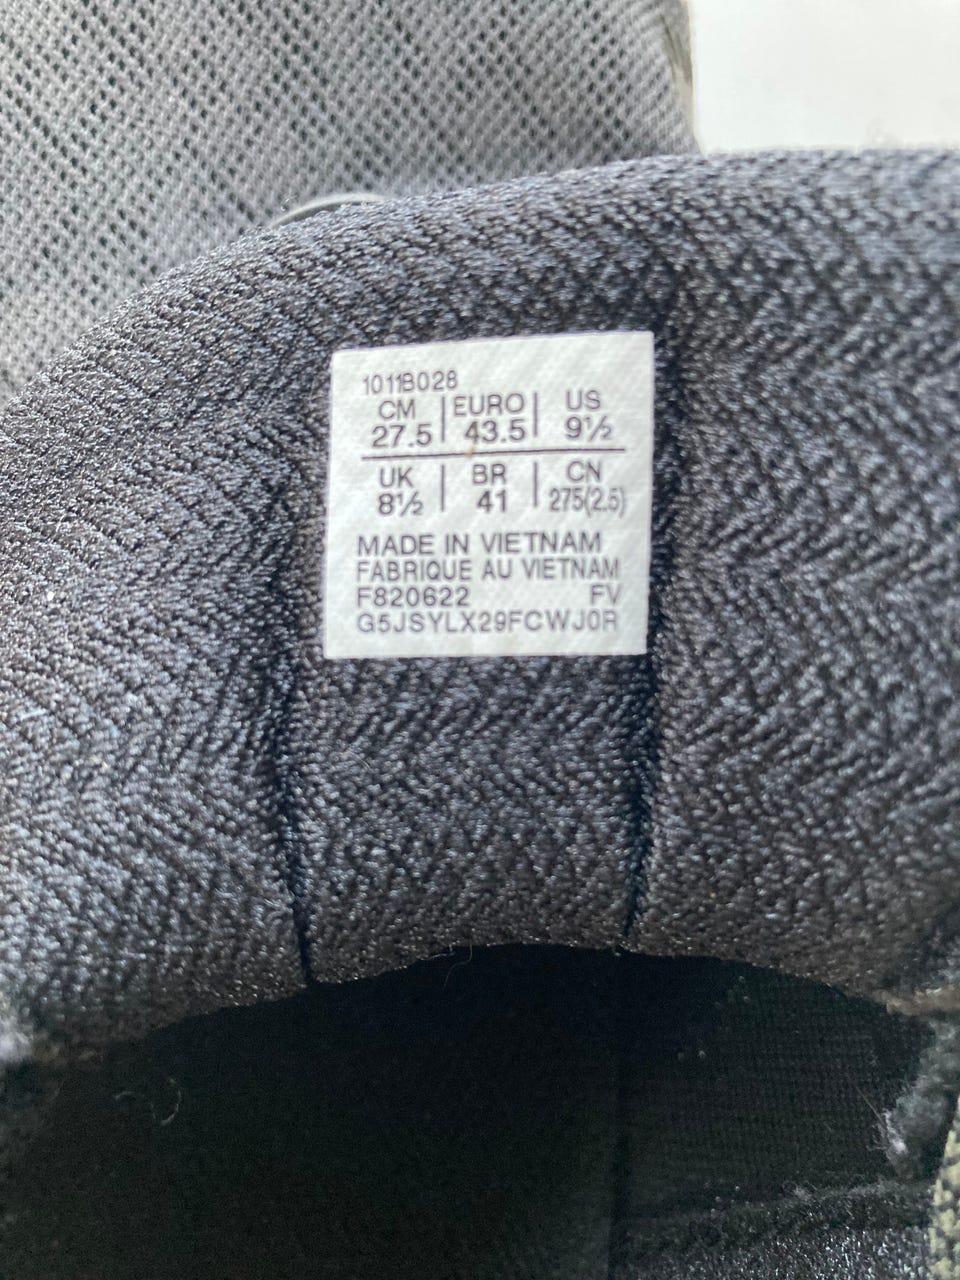 1011B028
CM | EURO | US
27.5 | 43.5 | 9½
UK | BR | CN
8½ | 41 | 275(2.5)
MADE IN VIETNAM
FABRIQUE AU VIETNAM
F820622 FV
G5JSYLX29FCWJ0R